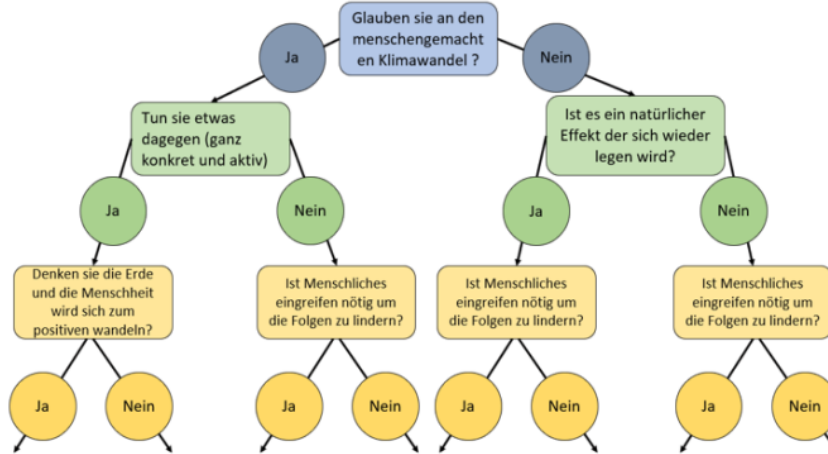 Glauben sie an den
menschengemacht
en Klimawandel ?
Ja
Nein
Tun sie etwas
dagegen (ganz
konkret und aktiv)
Ist es ein natürlicher
Effekt der sich wieder
legen wird?
Ja
Nein
Ja
Nein
Denken sie die Erde
und die Menschheit
wird sich zum
positiven wandeln?
Ist Menschliches
eingreifen nötig um
die Folgen zu lindern?
Ist Menschliches
eingreifen nötig um
die Folgen zu lindern?
Ist Menschliches
eingreifen nötig um
die Folgen zu lindern?
Ja
Nein
Ja
Nein
Ja
Nein
Ja
Nein